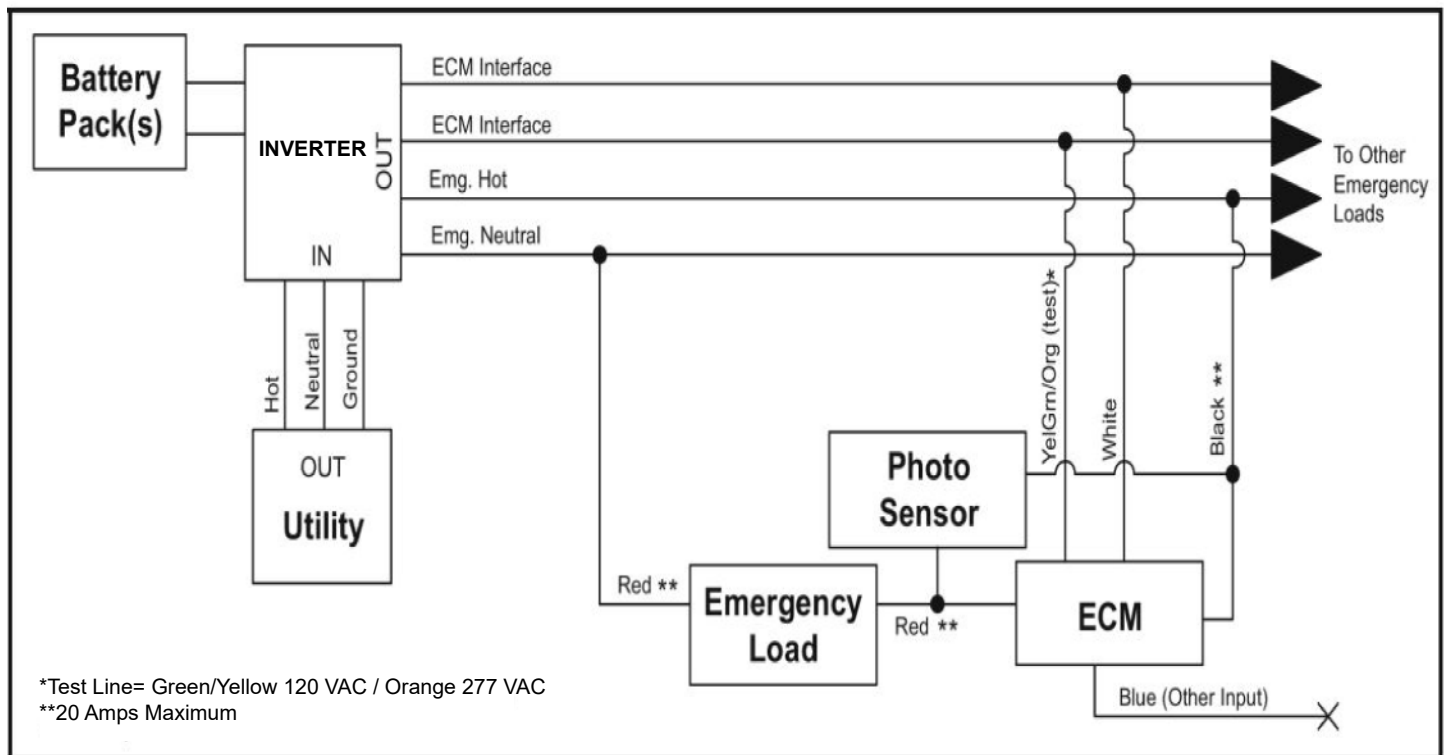 Battery
Pack(s)
INVERTER
OUT
IN
ECM Interface
ECM Interface
Emg. Hot
Emg. Neutral
To Other
Emergency
Loads
Hot
Neutral
Ground
OUT
Utility
YelGrn/Org (test)*
White
Black **
Photo
Sensor
Red **
Emergency
Load
Red **
ECM
Blue (Other Input)
*Test Line= Green/Yellow 120 VAC / Orange 277 VAC
**20 Amps Maximum